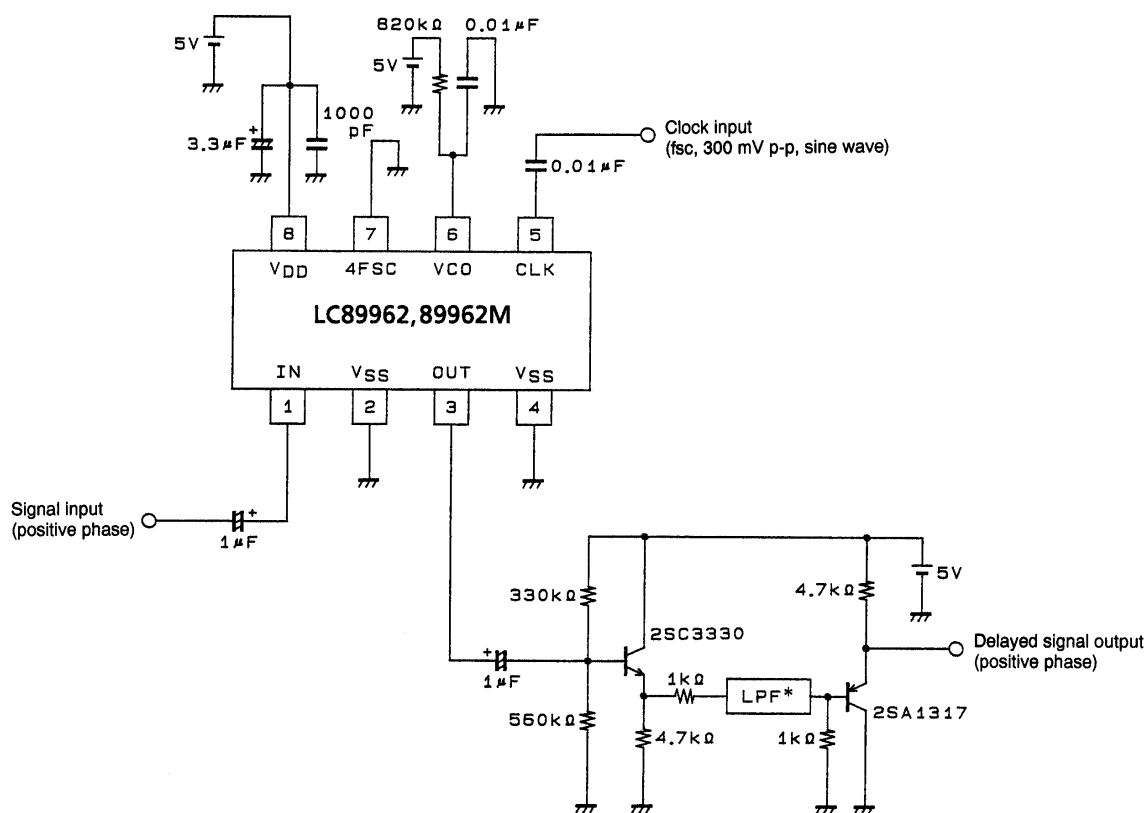 820kΩ
0.01μF
5V
5V
1000
pF
3.3μF
+
Clock input
(fsc, 300 mV p-p, sine wave)
0.01μF
8
7
6
5
VDD
4FSC
VCO
CLK
LC89962,89962M
IN
VSS
OUT
VSS
1
2
3
4
Signal input
(positive phase)
+
1μF
330kΩ
4.7kΩ
5V
2SC3330
Delayed signal output
(positive phase)
+
1μF
1kΩ
LPF*
2SA1317
560kΩ
4.7kΩ
1kΩ